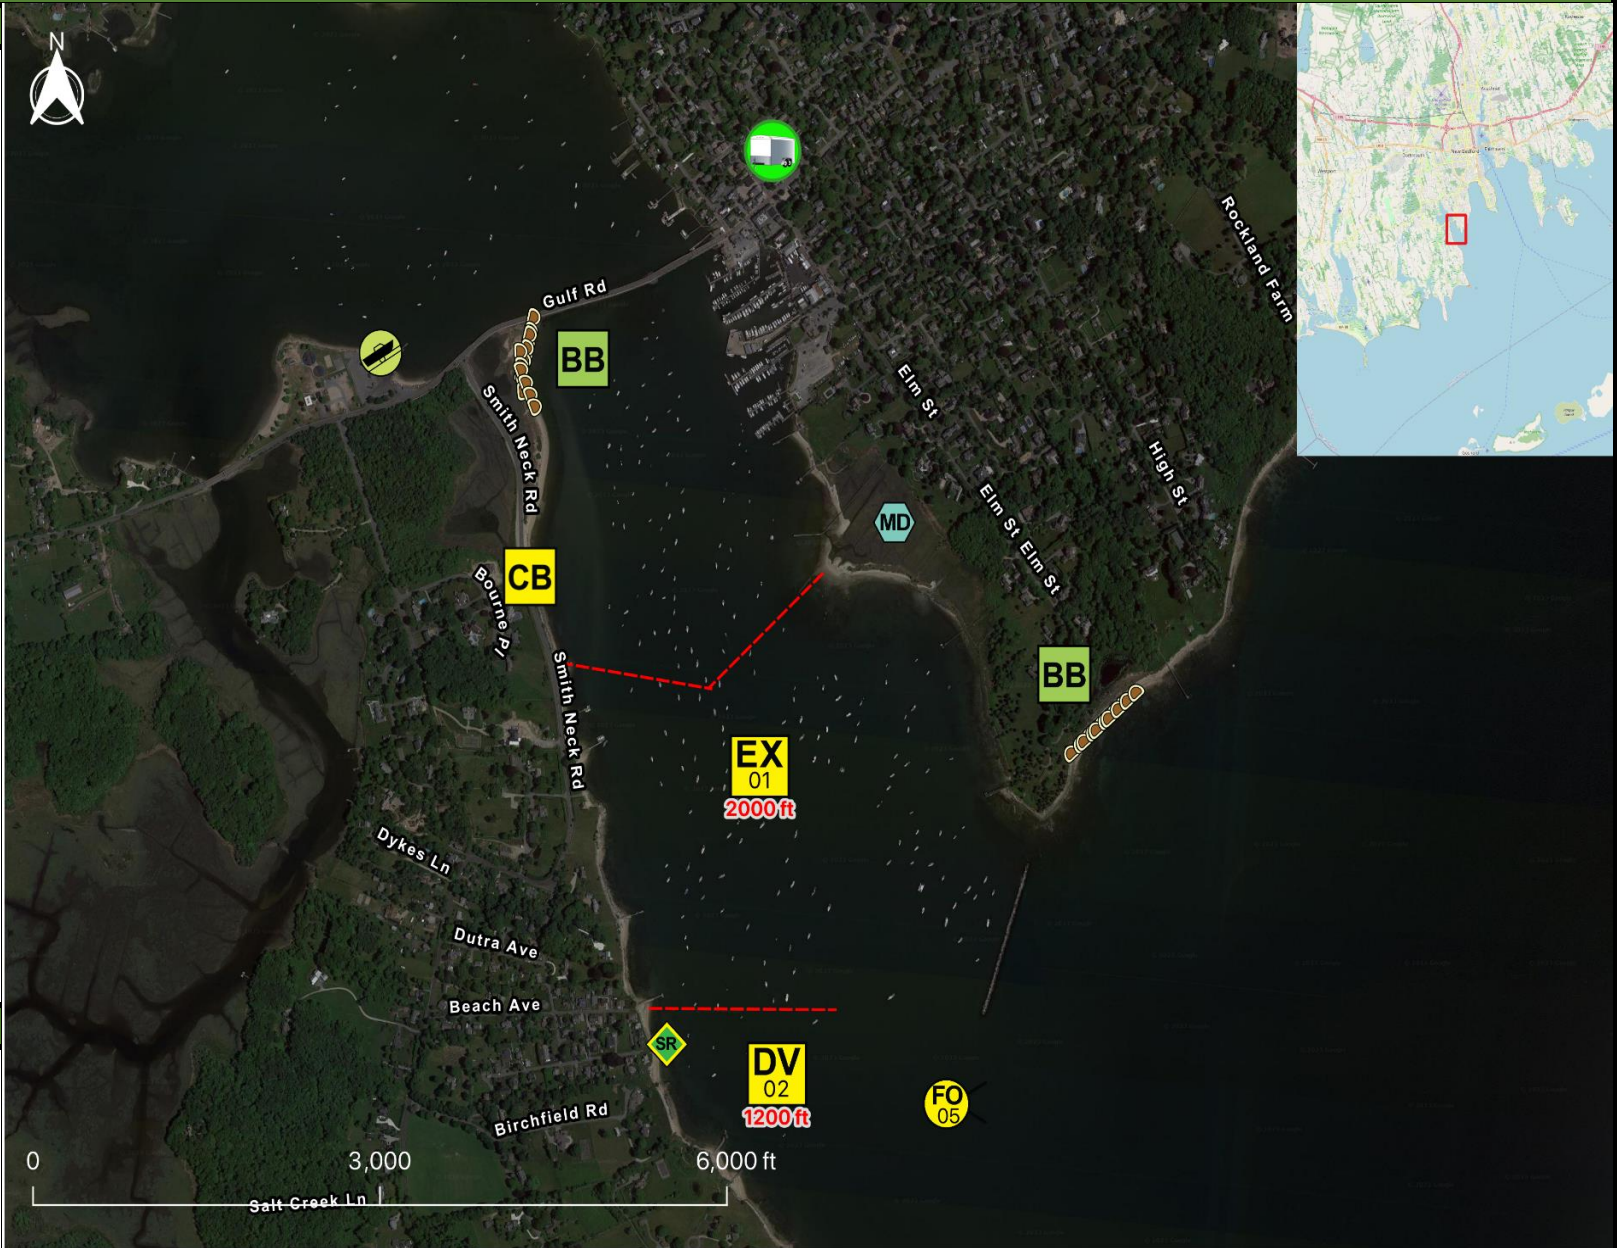 N
Gulf Rd
BB
Smith Neck Rd
Rockland Farm
Elm St
High St
Elm St Elm St
MD
CB
Bourne Pl
Smith Neck Rd
BB
EX
01
2000 ft
Dykes Ln
Dutra Ave
Beach Ave
SR
DV
02
1200 ft
FO
05
Birchfield Rd
0
3,000
6,000 ft
Salt Creek Ln